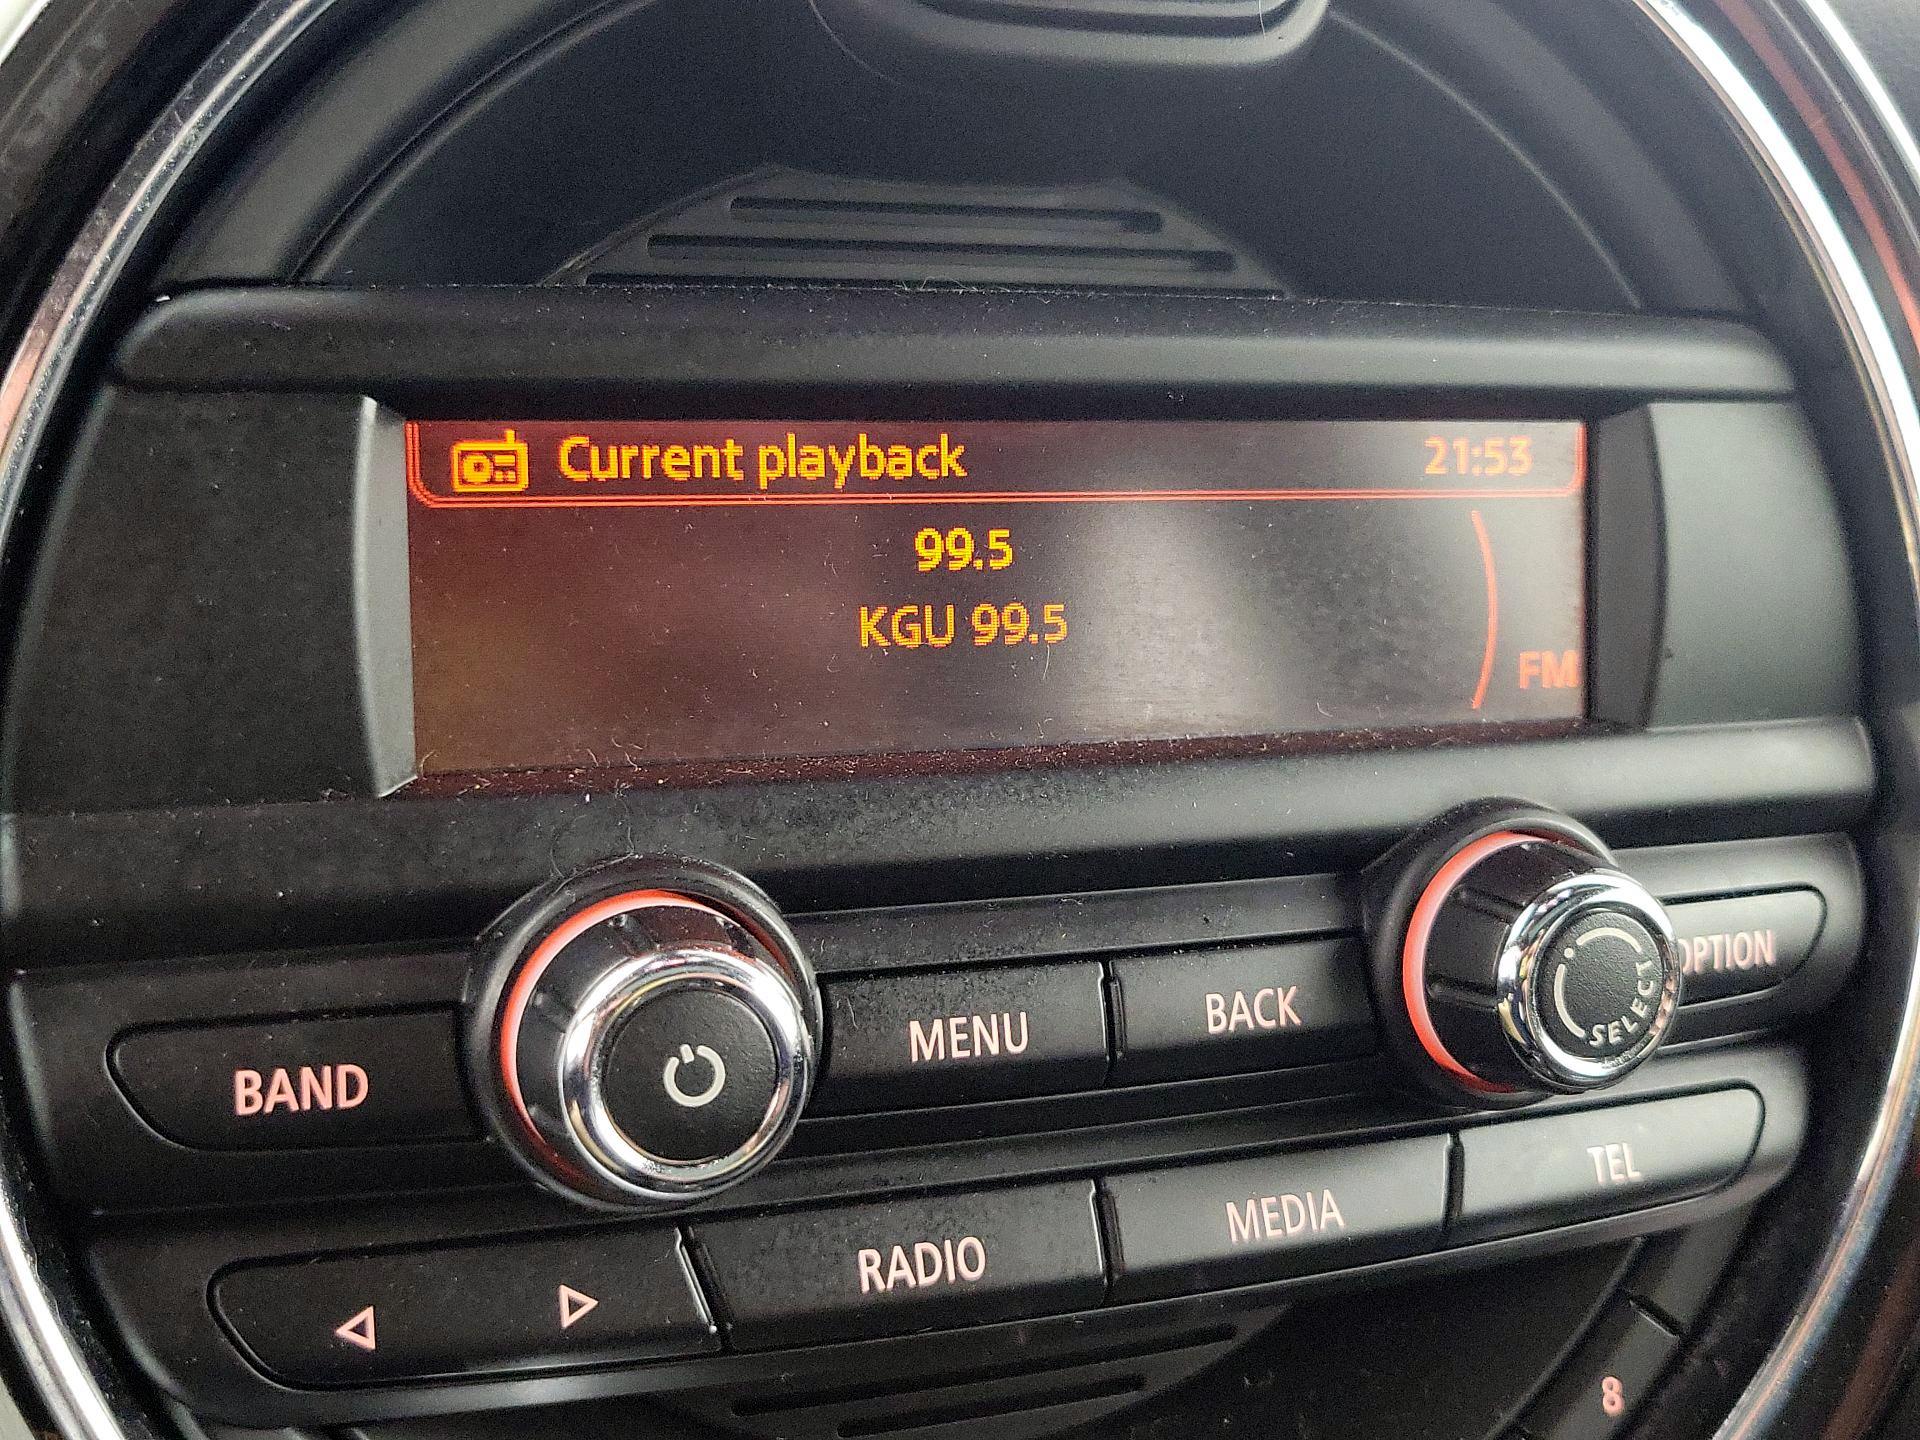 Current playback 21:53
99.5
KGU 99.5
FM
OPTION
SELECT
BAND MENU BACK
TEL
MEDIA
RADIO
8